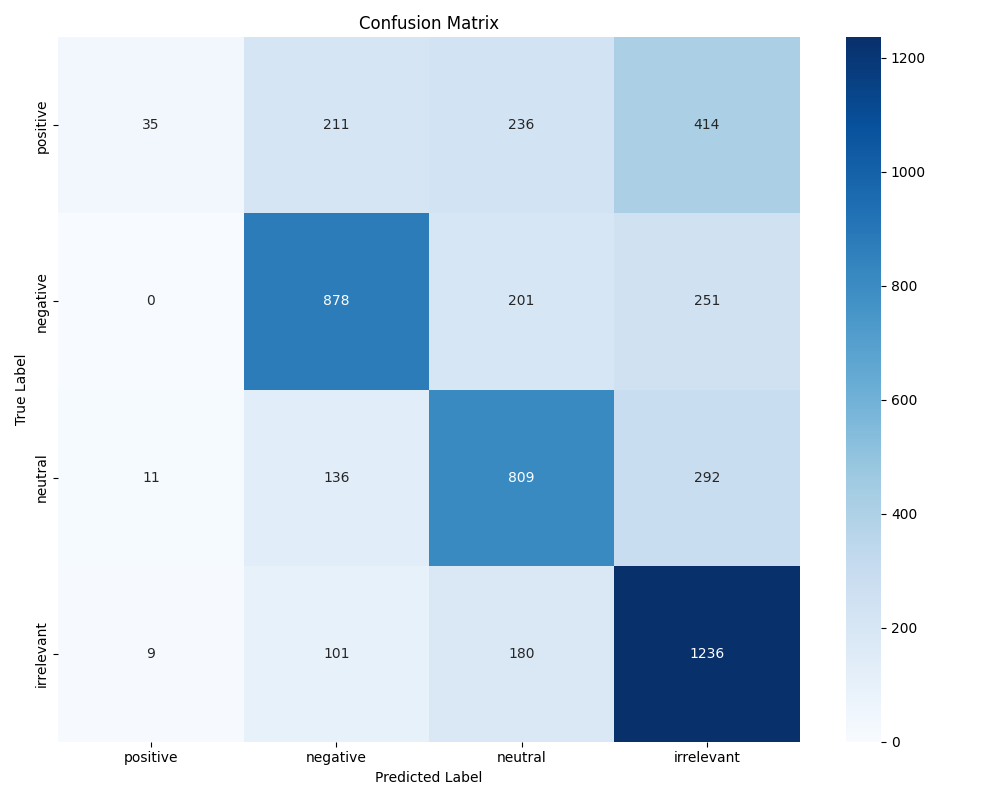 Confusion Matrix
positive 35 211 236 414
negative 0 878 201 251
neutral 11 136 809 292
irrelevant 9 101 180 1236
positive negative neutral irrelevant
Predicted Label
True Label
1200
1000
800
600
400
200
0